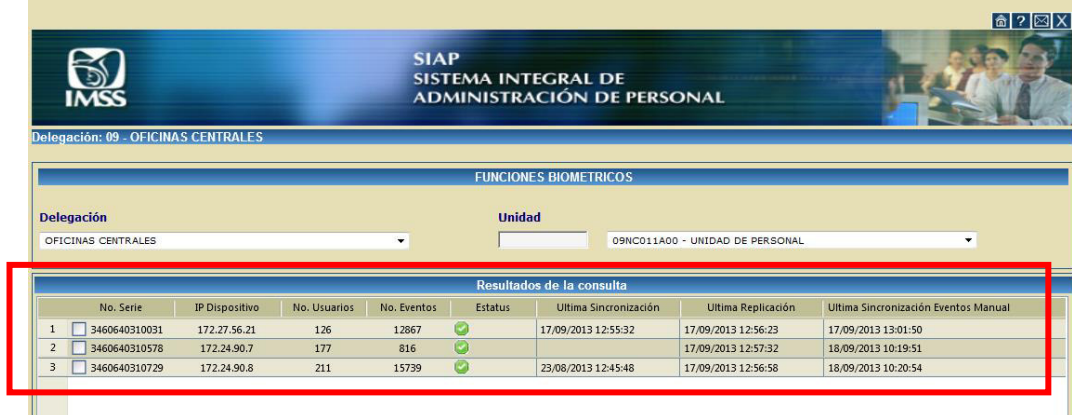 ? X
SIAP
SISTEMA INTEGRAL DE
ADMINISTRACIÓN DE PERSONAL
IMSS
Delegación: 09 - OFICINAS CENTRALES
FUNCIONES BIOMETRICOS
Delegación Unidad
OFICINAS CENTRALES 09NC011A00 - UNIDAD DE PERSONAL
Resultados de la consulta
No. Serie IP Dispositivo No. Usuarios No. Eventos Estatus Ultima Sincronización Ultima Replicación Ultima Sincronización Eventos Manual
1 3460640310031 172.27.56.21 126 12867 17/09/2013 12:55:32 17/09/2013 12:56:23 17/09/2013 13:01:50
2 3460640310578 172.24.90.7 177 816 17/09/2013 12:57:32 18/09/2013 10:19:51
3 3460640310729 172.24.90.8 211 15739 23/08/2013 12:45:48 17/09/2013 12:56:58 18/09/2013 10:20:54